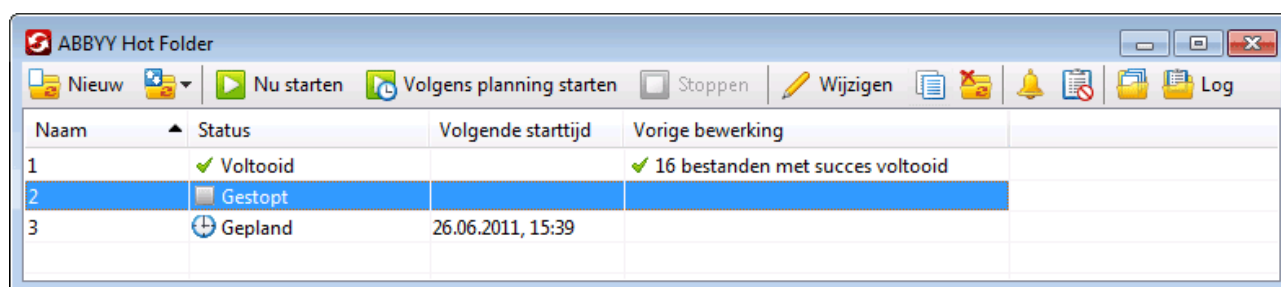 ABBYY Hot Folder
Nieuw Nu starten Volgens planning starten Stoppen Wijzigen Log
Naam Status Volgende starttijd Vorige bewerking
1 Voltooid 16 bestanden met succes voltooid
2 Gestopt
3 Gepland 26.06.2011, 15:39